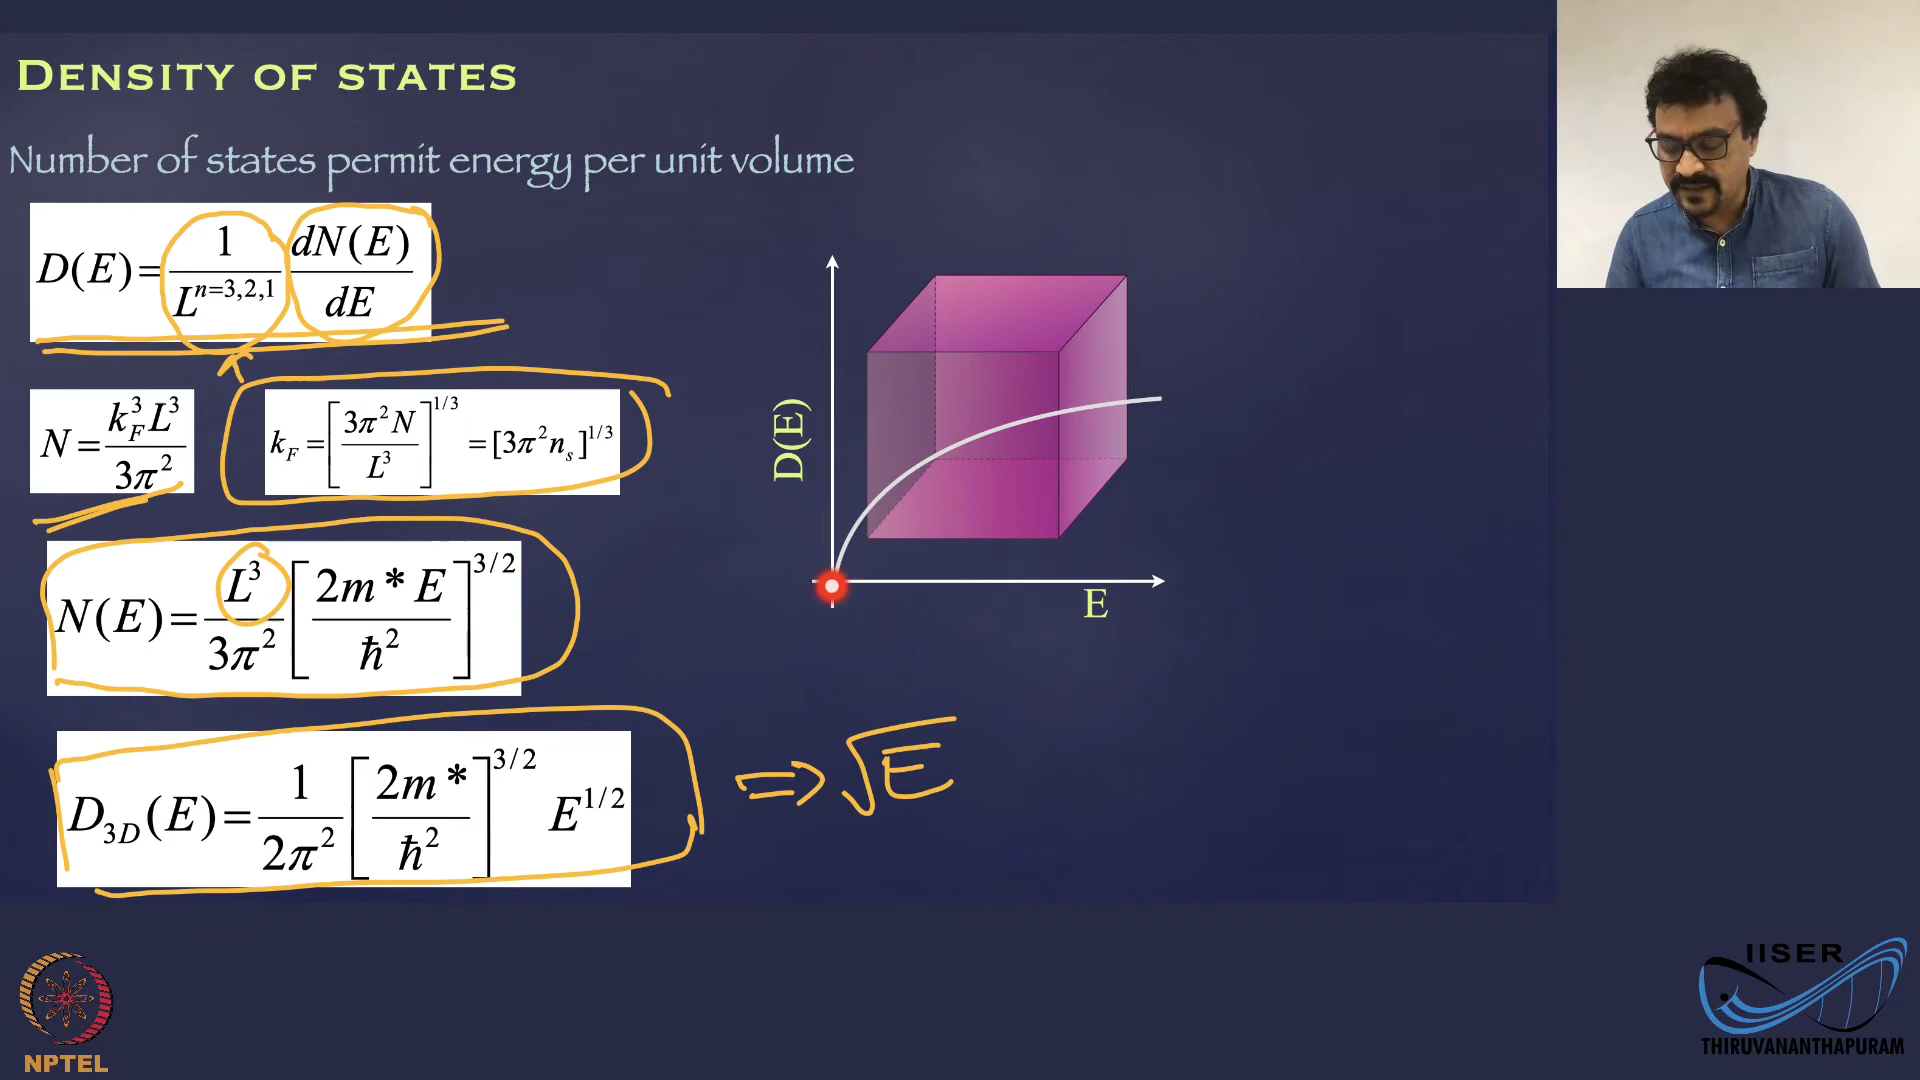 DENSITY OF STATES
Number of states permit energy per unit volume
D(E) = 1/L^{n=3,2,1} dN(E)/dE
N = k_F^3 L^3/3π^2
k_F = [3π^2 N/L^3]^{1/3} = [3π^2 n_s]^{1/3}
N(E) = L^3/3π^2 [2m*E/ħ^2]^{3/2}
D_{3D}(E) = 1/2π^2 [2m*/ħ^2]^{3/2} E^{1/2}
⇒ √E
D(E)
E
NPTEL
IISER
THIRUVANANTHAPURAM